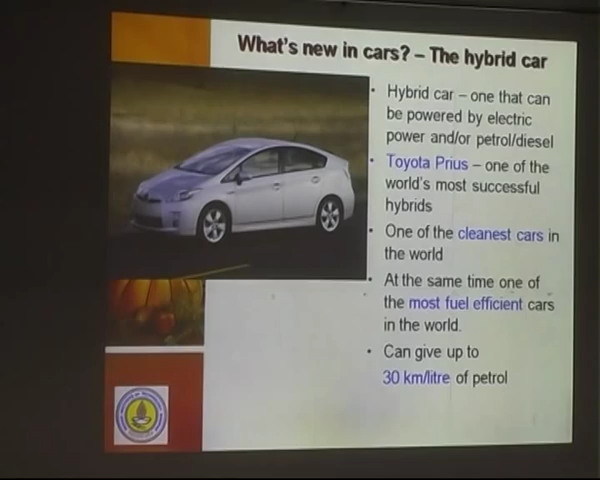 What's new in cars? – The hybrid car
• Hybrid car – one that can
be powered by electric
power and/or petrol/diesel
• Toyota Prius – one of the
world's most successful
hybrids
• One of the cleanest cars in
the world
• At the same time one of
the most fuel efficient cars
in the world.
• Can give up to
30 km/litre of petrol